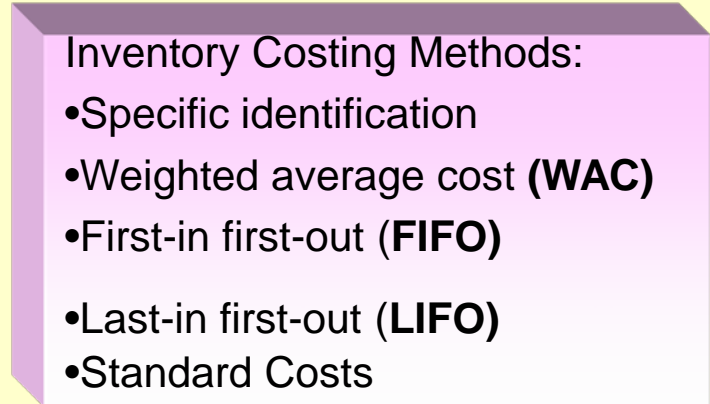 Inventory Costing Methods:
•Specific identification
•Weighted average cost (WAC)
•First-in first-out (FIFO)
•Last-in first-out (LIFO)
•Standard Costs